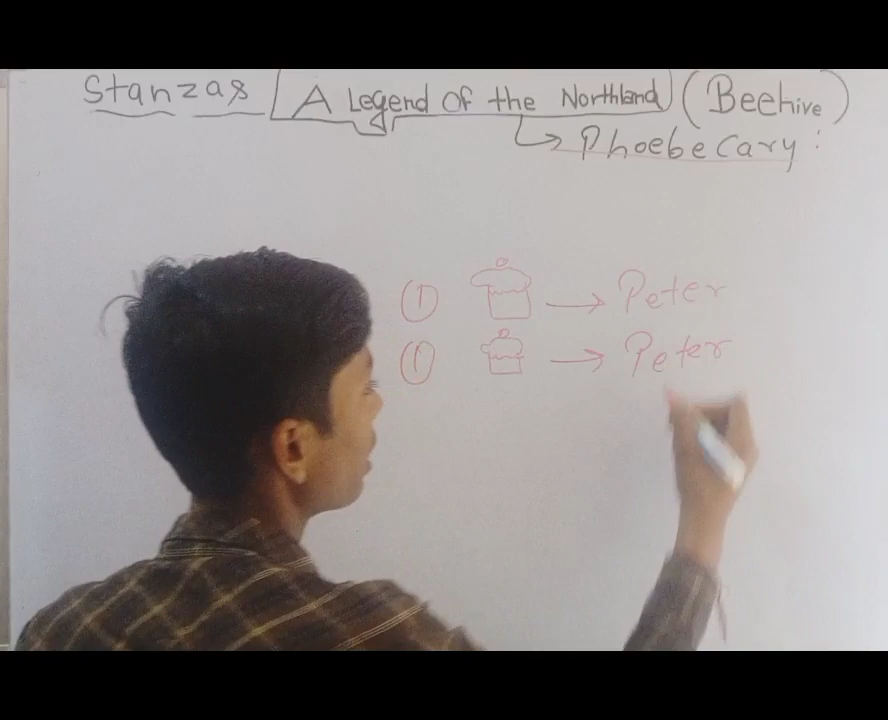 Stanzas A Legend Of the Northland (Beehive)
↳ Phoebe Cary :
① → Peter
① → Peter